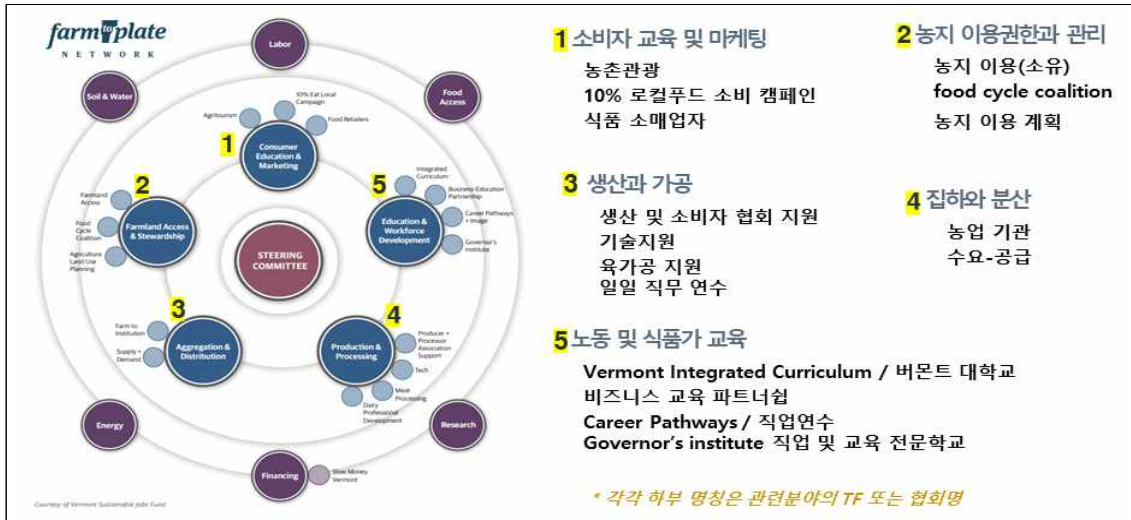 farm to plate
NETWORK
Labor
Soil & Water
Food
Access
10% Eat Local
Campaign
Agritourism
Food Retailers
1
Consumer
Education &
Marketing
2
Farmland
Access
Food
Cycle
Coalition
Agriculture
Land Use
Planning
Farmland Access
& Stewardship
5
Integrated
Curriculum
Business-Education
Partnership
Career Pathways
+ Image
Governor's
Institute
Education &
Workforce
Development
STEERING
COMMITTEE
3
Farm to
Institution
Supply +
Demand
Aggregation &
Distribution
4
Production &
Processing
Producer +
Processor
Association
Support
Tech
Meat
Processing
Dairy
Professional
Development
Energy
Research
Financing
Slow Money
Vermont
Courtesy of Vermont Sustainable Jobs Fund
1 소비자 교육 및 마케팅
농촌관광
10% 로컬푸드 소비 캠페인
식품 소매업자
2 농지 이용권한과 관리
농지 이용(소유)
food cycle coalition
농지 이용 계획
3 생산과 가공
생산 및 소비자 협회 지원
기술지원
육가공 지원
일일 직무 연수
4 집하와 분산
농업 기관
수요-공급
5 노동 및 식품가 교육
Vermont Integrated Curriculum / 버몬트 대학교
비즈니스 교육 파트너쉽
Career Pathways / 직업연수
Governor's institute 직업 및 교육 전문학교
* 각각 하부 명칭은 관련분야의 TF 또는 협회명